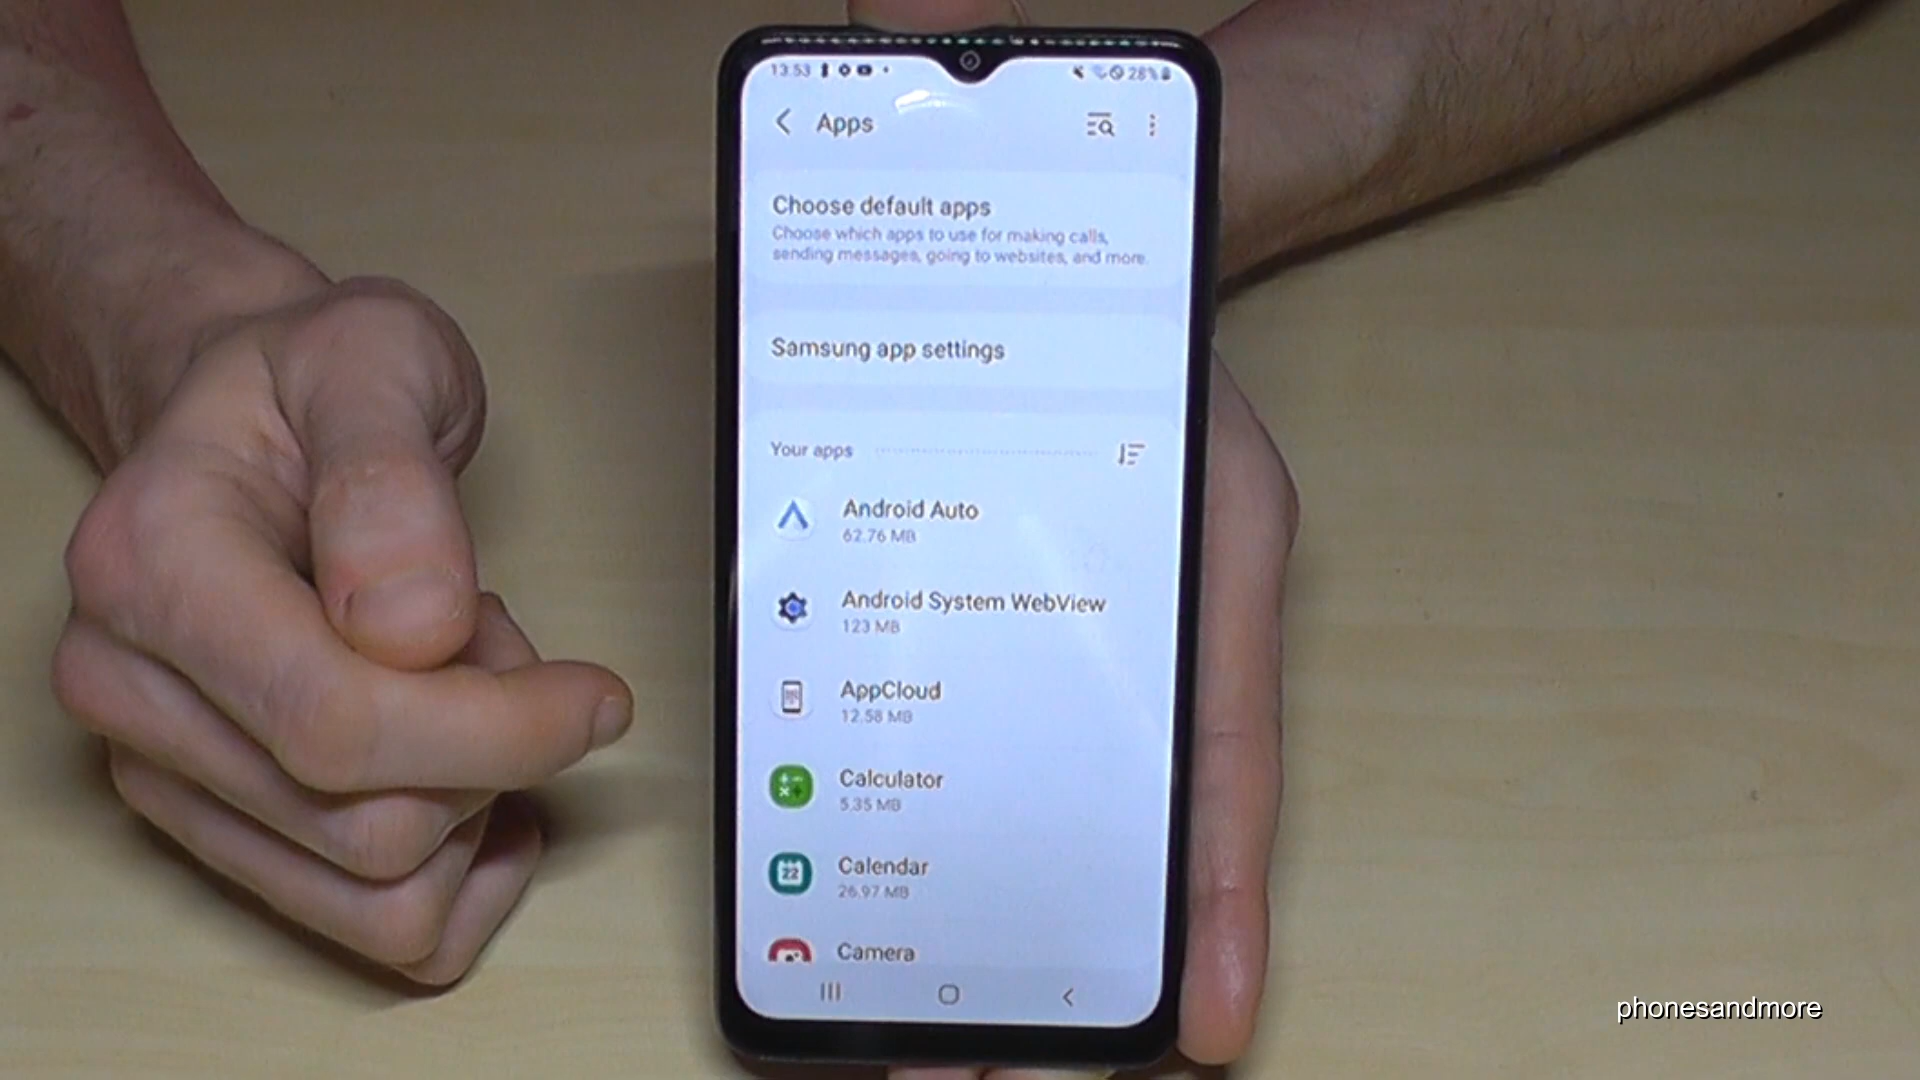 13:53
28%
Apps
Choose default apps
Choose which apps to use for making calls,
sending messages, going to websites, and more.
Samsung app settings
Your apps
Android Auto
62.76 MB
Android System WebView
123 MB
AppCloud
12.58 MB
Calculator
5.35 MB
22
Calendar
26.97 MB
Camera
phonesandmore